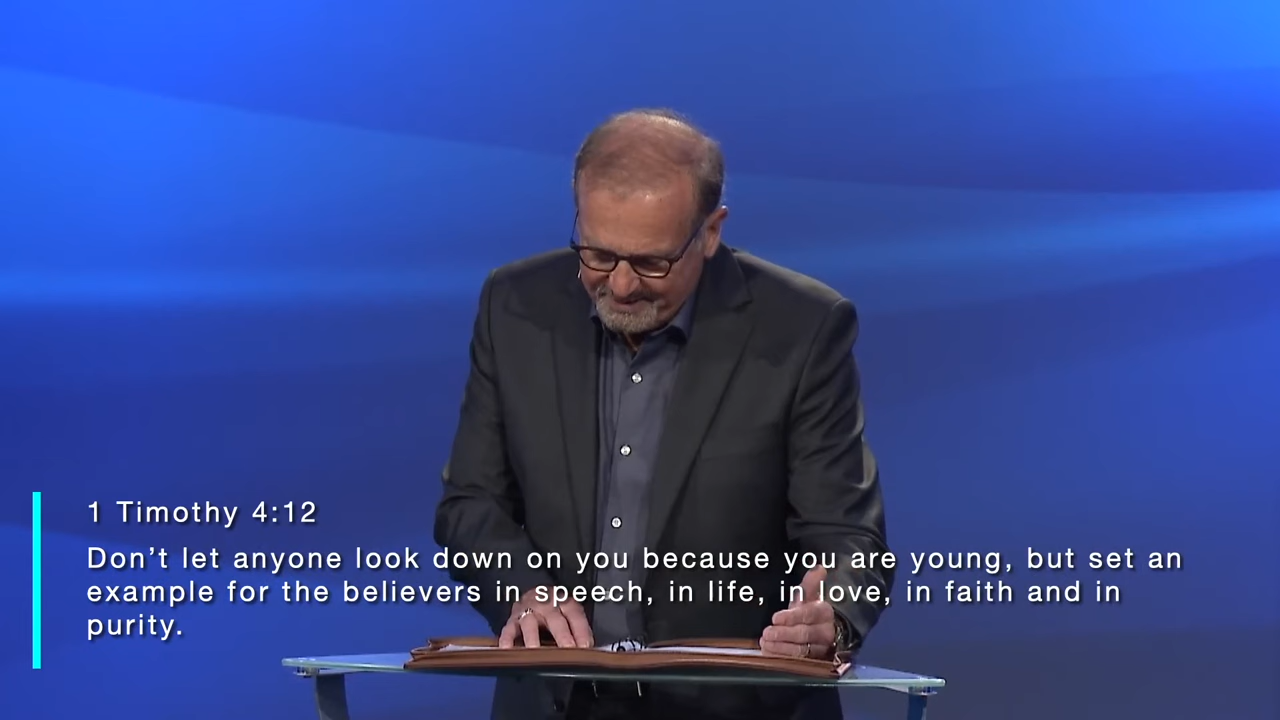 1 Timothy 4:12
Don’t let anyone look down on you because you are young, but set an
example for the believers in speech, in life, in love, in faith and in
purity.